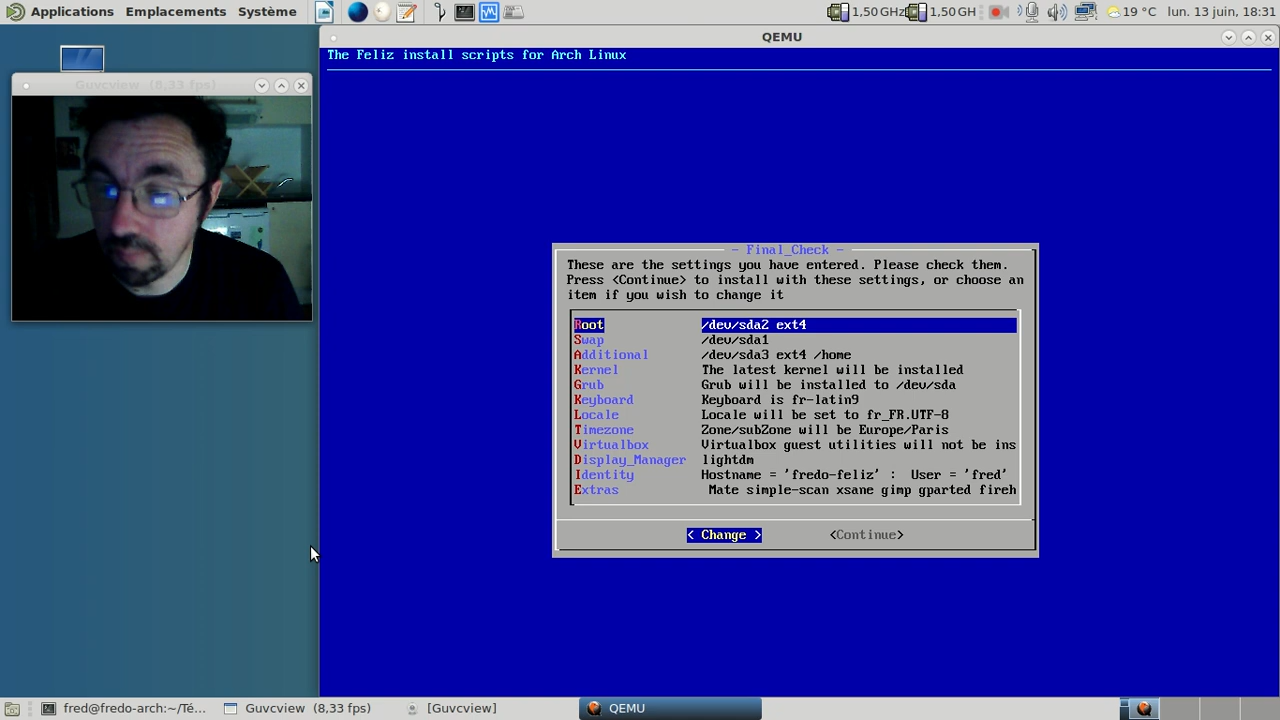 Applications Emplacements Système 1,50 GHz 1,50 GH 19 °C lun. 13 juin, 18:31
QEMU
The Feliz install scripts for Arch Linux
Guvcview (8,33 fps)
Final_Check
These are the settings you have entered. Please check them.
Press <Continue> to install with these settings, or choose an
item if you wish to change it
Root /dev/sda2 ext4
Swap /dev/sda1
Additional /dev/sda3 ext4 /home
Kernel The latest kernel will be installed
Grub Grub will be installed to /dev/sda
Keyboard Keyboard is fr-latin9
Locale Locale will be set to fr_FR.UTF-8
Timezone Zone/subZone will be Europe/Paris
Virtualbox Virtualbox guest utilities will not be ins
Display_Manager lightdm
Identity Hostname = 'fredo-feliz' : User = 'fred'
Extras Mate simple-scan xsane gimp gparted fireh
< Change > <Continue>
fred@fredo-arch:~/Té... Guvcview (8,33 fps) [Guvcview] QEMU